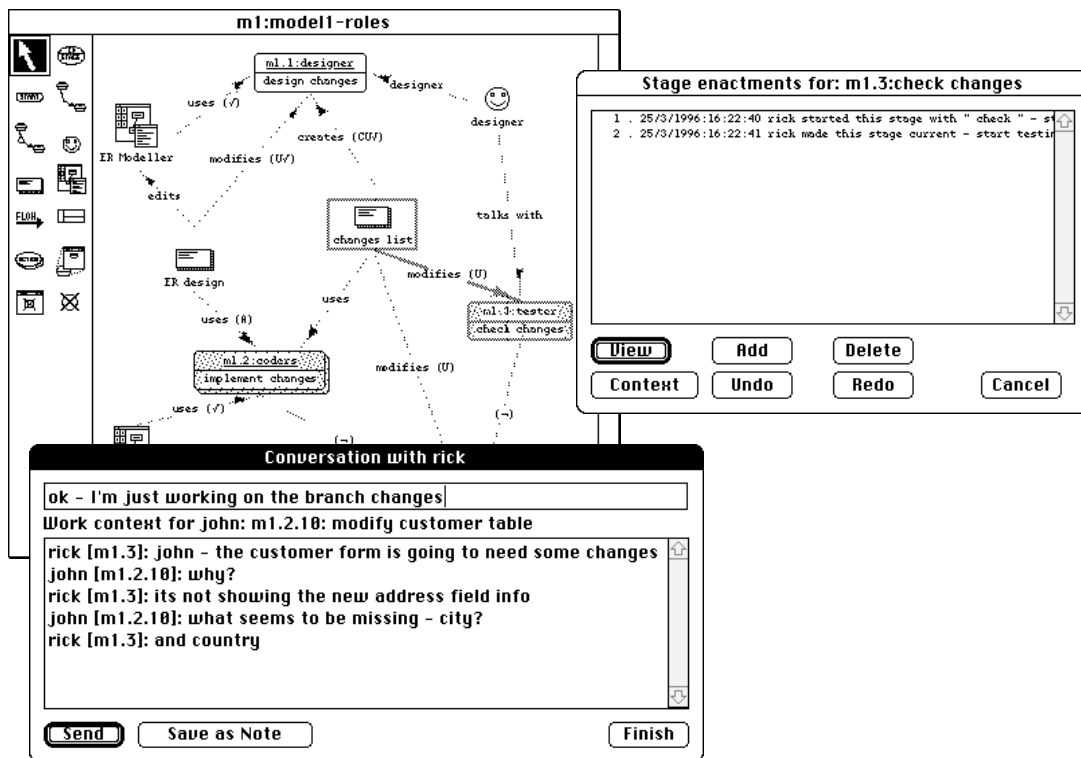 m1:model1-roles
START
FLOW
m1.1:designer
design changes
uses (√)
designer
designer
ER Modeller
creates (CU√)
modifies (U√)
edits
talks with
changes list
ER design
modifies (U)
uses
m1.3:tester
check changes
uses (A)
m1.2:coders
implement changes
modifies (U)
uses (√)
(¬)
(¬)
Stage enactments for: m1.3:check changes
1 . 25/3/1996:16:22:40 rick started this stage with " check " - st
2 . 25/3/1996:16:22:41 rick made this stage current - start testin
View
Add
Delete
Context
Undo
Redo
Cancel
Conversation with rick
ok - I'm just working on the branch changes
Work context for john: m1.2.10: modify customer table
rick [m1.3]: john - the customer form is going to need some changes
john [m1.2.10]: why?
rick [m1.3]: its not showing the new address field info
john [m1.2.10]: what seems to be missing - city?
rick [m1.3]: and country
Send
Save as Note
Finish